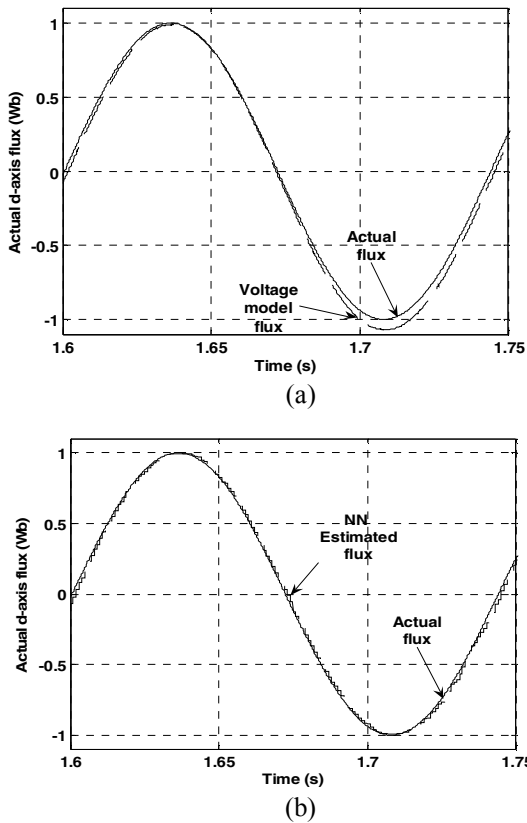 Actual d-axis flux (Wb)
1
0.5
0
-0.5
-1
Actual
flux
Voltage
model
flux
1.6
1.65
1.7
1.75
Time (s)
(a)
Actual d-axis flux (Wb)
1
0.5
0
-0.5
-1
NN
Estimated
flux
Actual
flux
1.6
1.65
1.7
1.75
Time (s)
(b)